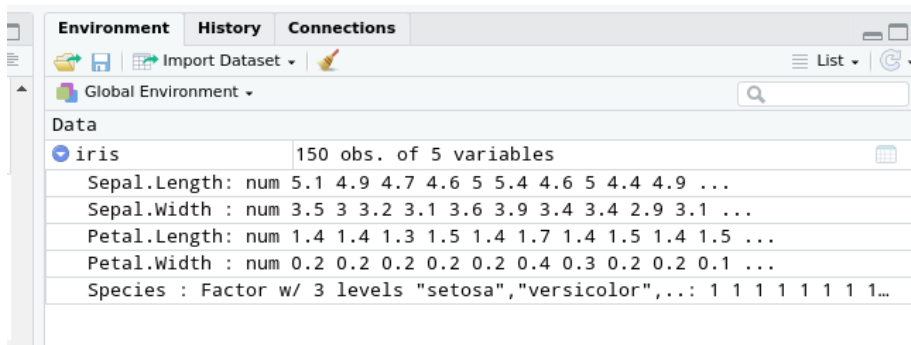 Environment History Connections
Import Dataset List
Global Environment
Data
iris 150 obs. of 5 variables
Sepal.Length: num 5.1 4.9 4.7 4.6 5 5.4 4.6 5 4.4 4.9 ...
Sepal.Width : num 3.5 3 3.2 3.1 3.6 3.9 3.4 3.4 2.9 3.1 ...
Petal.Length: num 1.4 1.4 1.3 1.5 1.4 1.7 1.4 1.5 1.4 1.5 ...
Petal.Width : num 0.2 0.2 0.2 0.2 0.2 0.4 0.3 0.2 0.2 0.1 ...
Species : Factor w/ 3 levels "setosa","versicolor",..: 1 1 1 1 1 1 1 1…